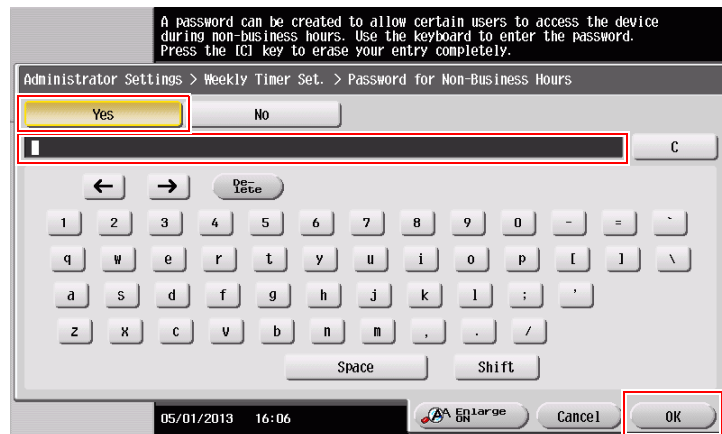 A password can be created to allow certain users to access the device
during non-business hours. Use the keyboard to enter the password.
Press the [C] key to erase your entry completely.
Administrator Settings > Weekly Timer Set. > Password for Non-Business Hours
Yes No
C
← → De-
lete
1 2 3 4 5 6 7 8 9 0 - = `
q w e r t y u i o p [ ] \
a s d f g h j k l ; '
z x c v b n m , . /
Space Shift
05/01/2013 16:06 Enlarge
ON Cancel OK